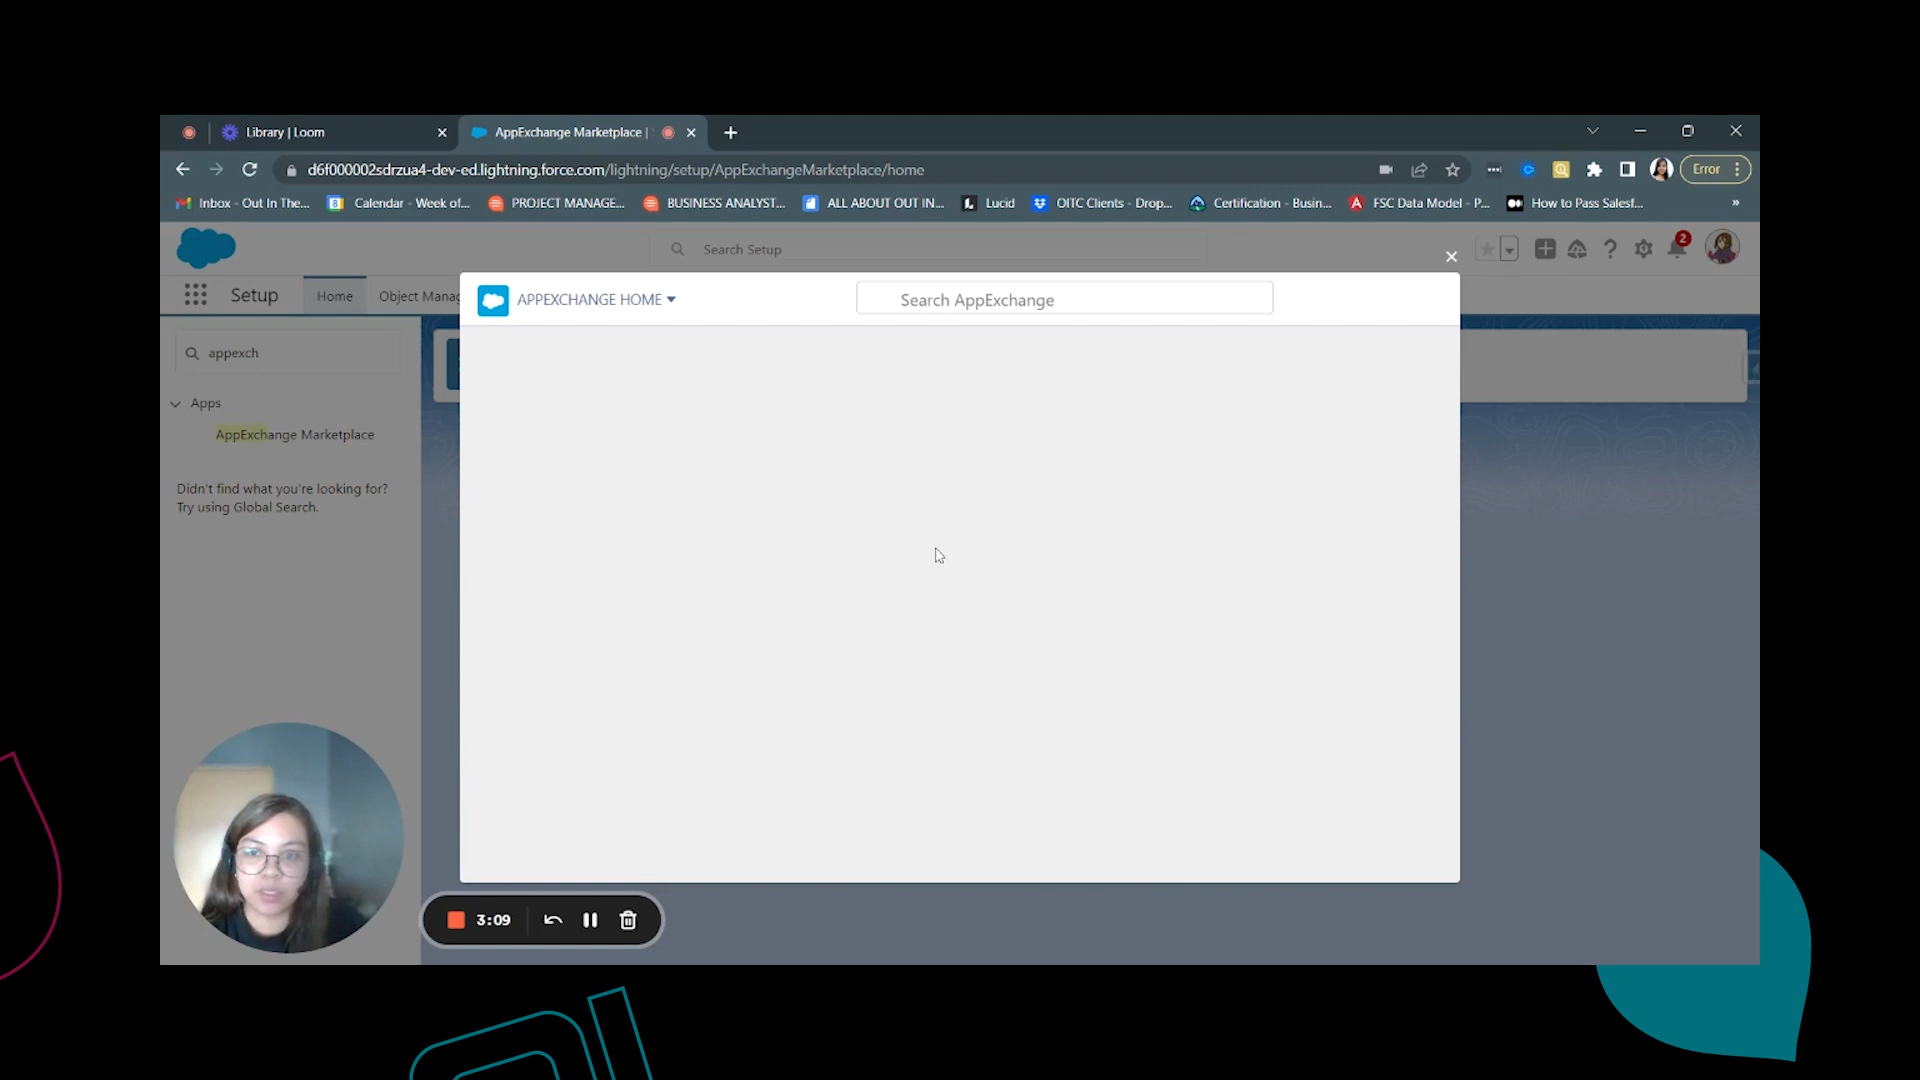 Library | Loom
AppExchange Marketplace |
d6f000002sdrzua4-dev-ed.lightning.force.com/lightning/setup/AppExchangeMarketplace/home
Error
Inbox - Out In The...
8
Calendar - Week of...
PROJECT MANAGE...
BUSINESS ANALYST...
ALL ABOUT OUT IN...
Lucid
OITC Clients - Drop...
Certification - Busin...
A
FSC Data Model - P...
How to Pass Salesf...
»
Search Setup
2
Setup
Home
Object Manag
APPEXCHANGE HOME
Search AppExchange
appexch
Apps
AppExchange Marketplace
Didn't find what you're looking for?
Try using Global Search.
3:09